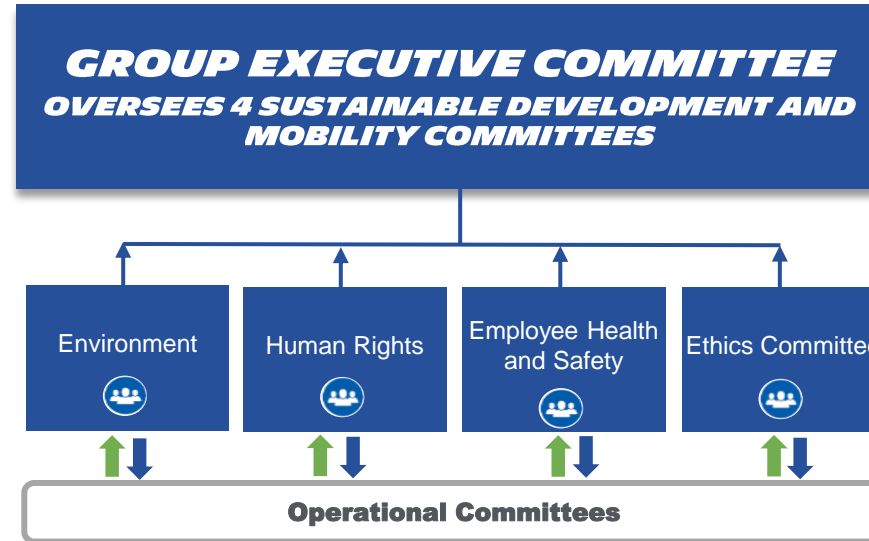 GROUP EXECUTIVE COMMITTEE
OVERSEES 4 SUSTAINABLE DEVELOPMENT AND
MOBILITY COMMITTEES
Environment
Human Rights
Employee Health
and Safety
Ethics Committee
Operational Committees